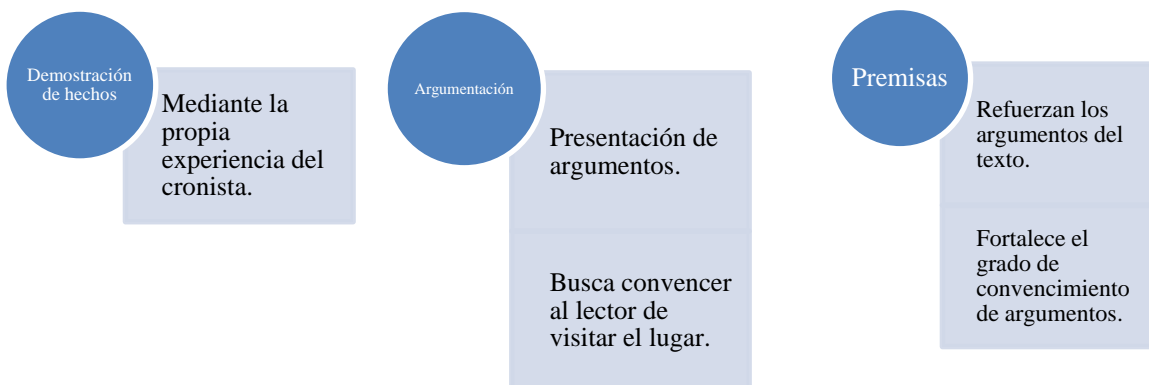 Demostración
de hechos
Mediante la
propia
experiencia del
cronista.
Argumentación
Presentación de
argumentos.
Busca convencer
al lector de
visitar el lugar.
Premisas
Refuerzan los
argumentos del
texto.
Fortalece el
grado de
convencimiento
de argumentos.